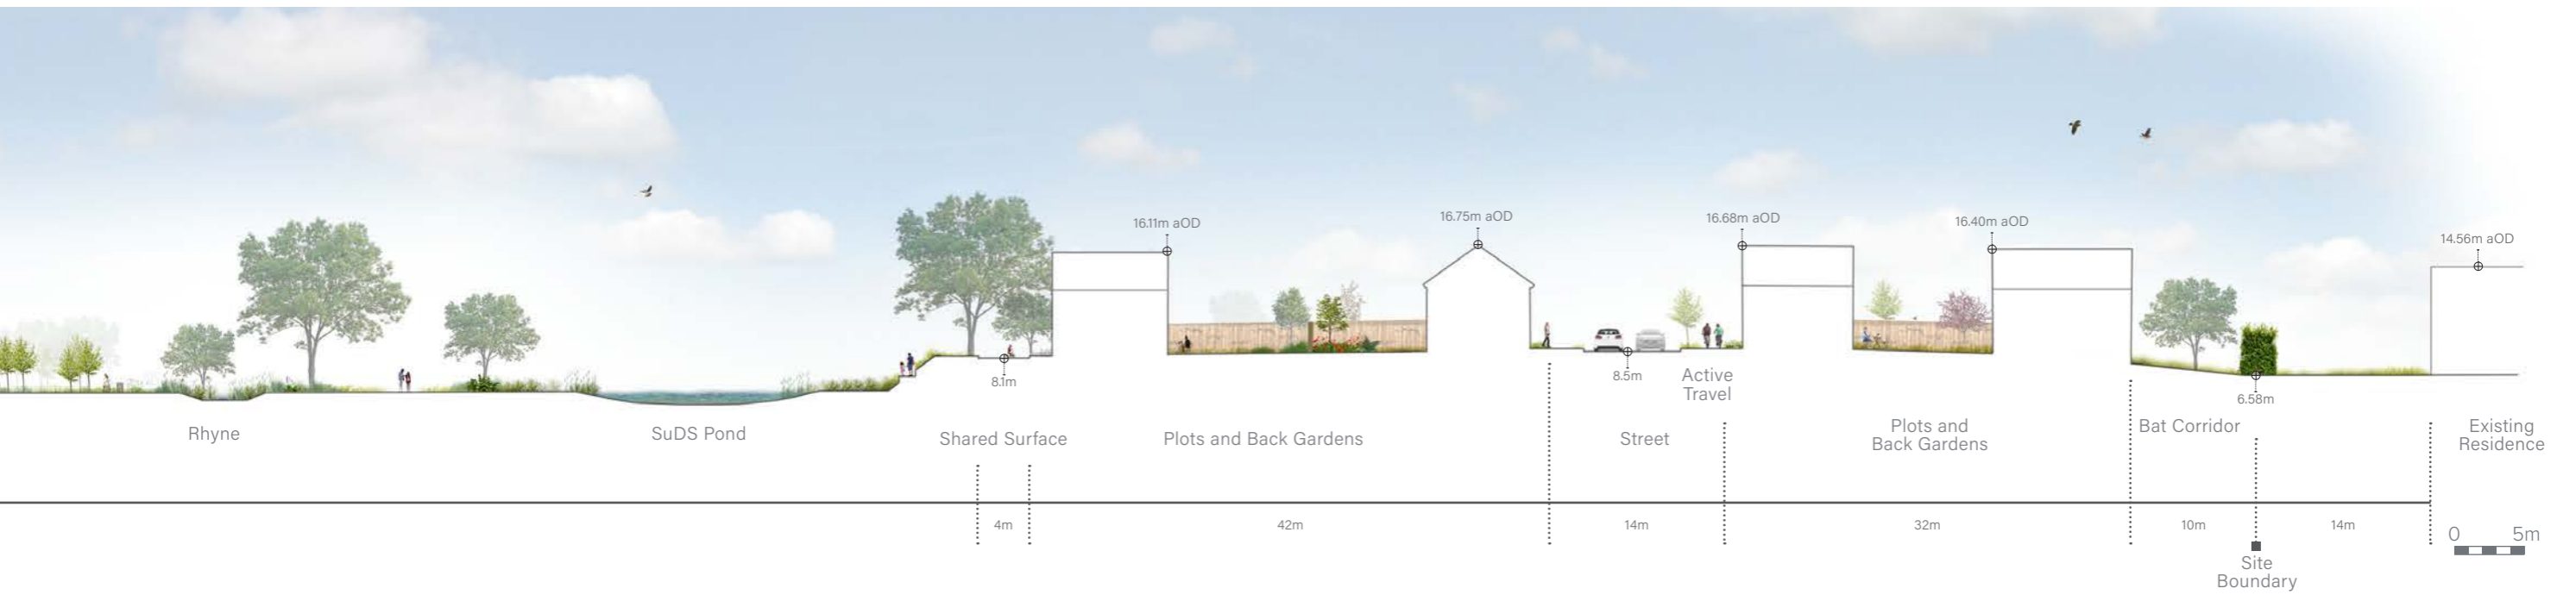 16.11m aOD
16.75m aOD
16.68m aOD
16.40m aOD
14.56m aOD
8.1m
8.5m
Active
Travel
6.58m
Rhyne
SuDS Pond
Shared Surface
Plots and Back Gardens
Street
Plots and
Back Gardens
Bat Corridor
Existing
Residence
4m
42m
14m
32m
10m
14m
0
5m
Site
Boundary